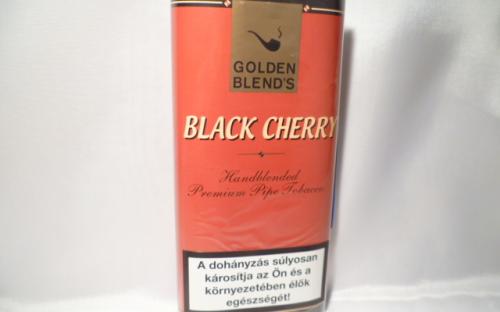 GOLDEN
BLEND'S
BLACK CHERRY
Handblended
Premium Pipe Tobacco
A dohányzás súlyosan
károsítja az Ön és a
környezetében élők
egészségét!